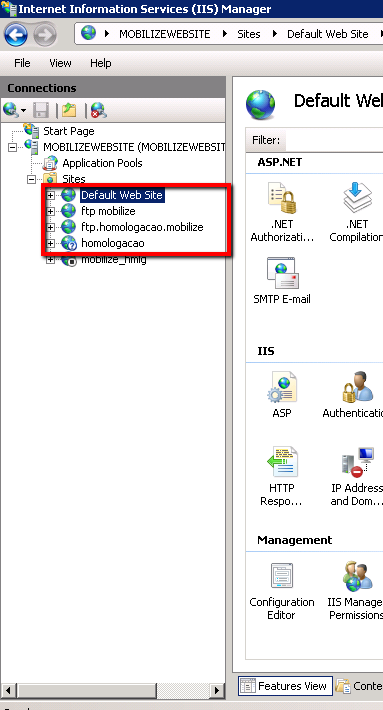 Internet Information Services (IIS) Manager
MOBILIZEWEBSITE Sites Default Web Site
File View Help
Connections
Start Page
MOBILIZEWEBSITE (MOBILIZEWEBSIT
Application Pools
Sites
Default Web Site
ftp mobilize
ftp.homologacao.mobilize
homologacao
mobilize_hmlg
Default Wel
Filter:
ASP.NET
.NET
Authorizati...
.NET
Compilation
SMTP E-mail
IIS
ASP
Authenticatio
HTTP
Respo...
IP Address
and Dom...
Management
Configuration
Editor
IIS Manage
Permissions
Features View
Conte